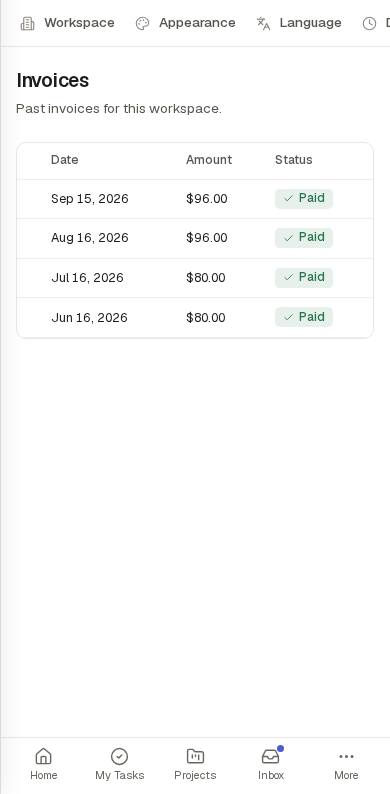 Workspace Appearance Language
Invoices
Past invoices for this workspace.
Date Amount Status
Sep 15, 2026 $96.00 Paid
Aug 16, 2026 $96.00 Paid
Jul 16, 2026 $80.00 Paid
Jun 16, 2026 $80.00 Paid
Home My Tasks Projects Inbox More